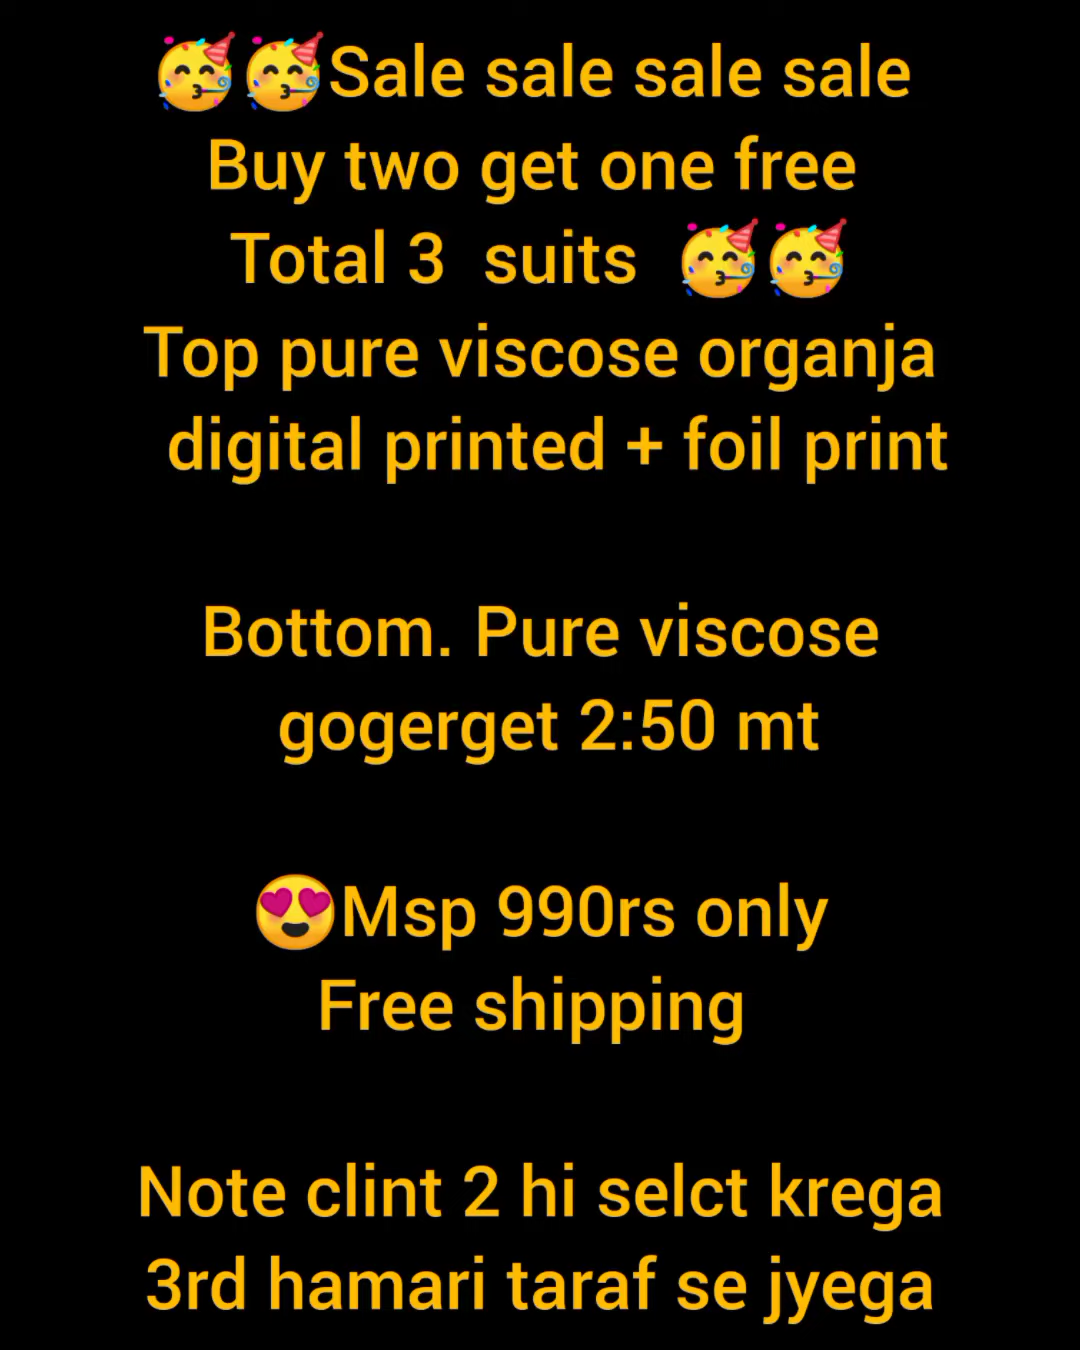 🥳🥳Sale sale sale sale
Buy two get one free
Total 3 suits 🥳🥳
Top pure viscose organja
digital printed + foil print
Bottom. Pure viscose
gogerget 2:50 mt
😍Msp 990rs only
Free shipping
Note clint 2 hi selct krega
3rd hamari taraf se jyega